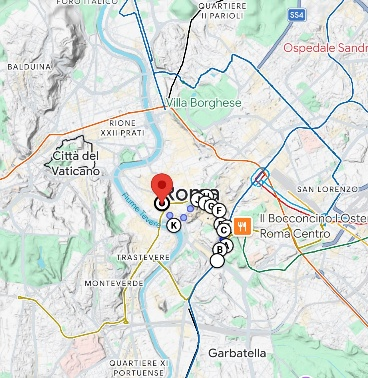 FORO ITALICO
QUARTIERE
II PARIOLI
SS4
Ospedale Sandr
BALDUINA
Villa Borghese
RIONE
XXII PRATI
Città del
Vaticano
SAN LORENZO
Roma
Fiume Tevere
K
F
C
B
A
Il Bocconcino | Oste
Roma Centro
TRASTEVERE
MONTEVERDE
QUARTIERE XI
PORTUENSE
Garbatella